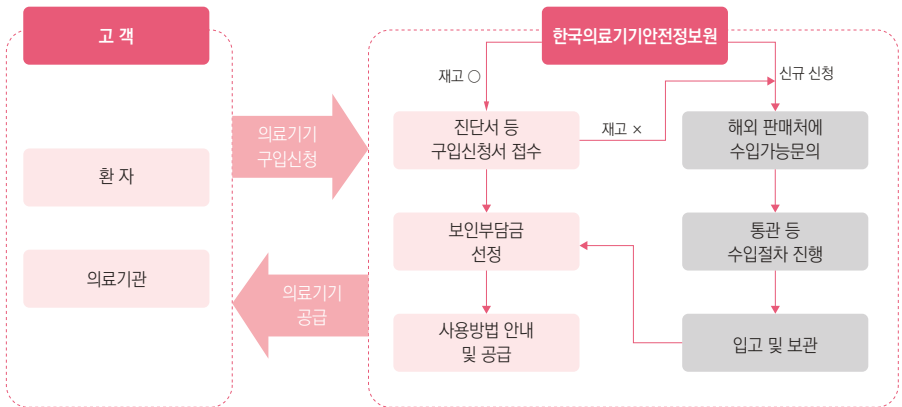 고 객
한국의료기기안전정보원
재고 ○
신규 신청
의료기기
구입신청
진단서 등
구입신청서 접수
재고 ×
해외 판매처에
수입가능문의
환 자
보인부담금
선정
통관 등
수입절차 진행
의료기관
의료기기
공급
사용방법 안내
및 공급
입고 및 보관